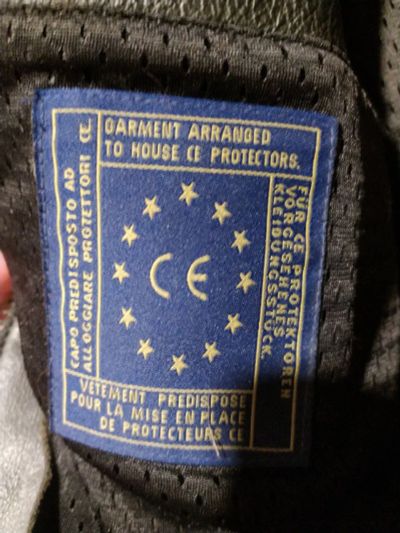 GARMENT ARRANGED
TO HOUSE CE PROTECTORS.
CAPO PREDISPOSTO AD
ALLOGGIARE PROTETTORI CE.
CE
FÜR CE PROTEKTOREN
VORGESEHENES
KLEIDUNGSSTÜCK.
VÊTEMENT PREDISPOSE
POUR LA MISE EN PLACE
DE PROTECTEURS CE